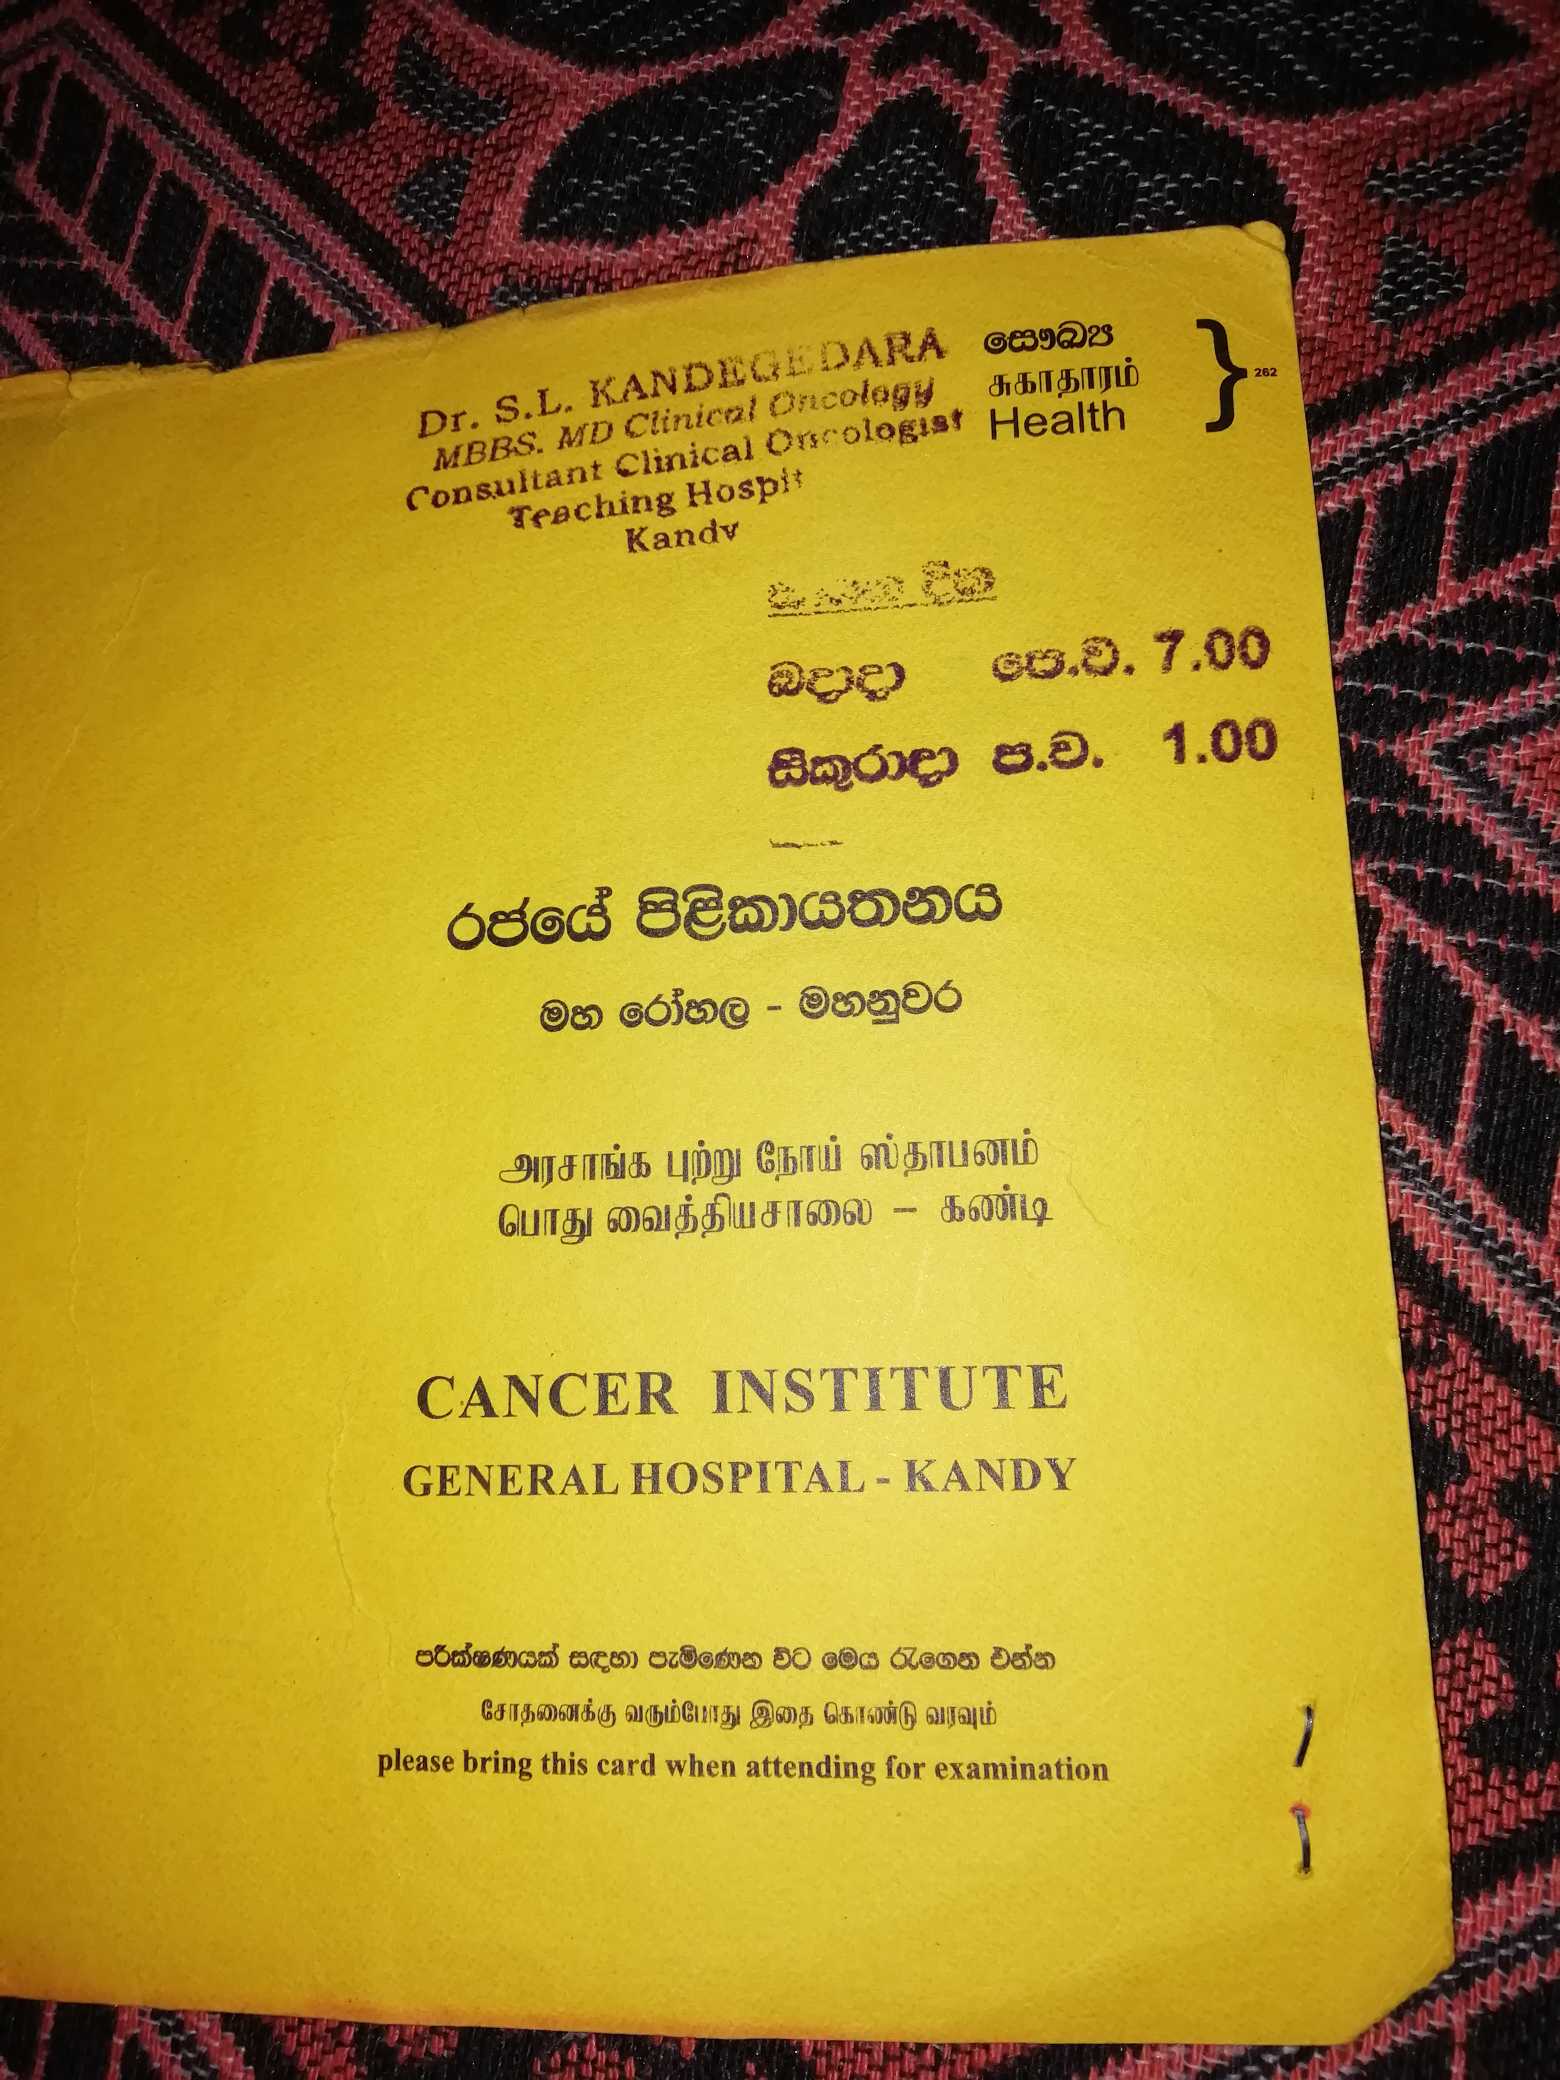 Dr. S.L. KANDEGEDARA
MBBS. MD Clinical Oncology
Consultant Clinical Oncologist
Teaching Hospit
Kandy
සෞඛ්‍ය
சுகாதாரம்
Health
} 262
දින
බදාදා පෙ.ව. 7.00
සිකුරාදා ප.ව. 1.00
රජයේ පිළිකායතනය
මහ රෝහල - මහනුවර
அரசாங்க புற்று நோய் ஸ்தாபனம்
பொது வைத்தியசாலை – கண்டி
CANCER INSTITUTE
GENERAL HOSPITAL - KANDY
පරීක්ෂණයක් සඳහා පැමිණෙන විට මෙය රැගෙන එන්න
சோதனைக்கு வரும்போது இதை கொண்டு வரவும்
please bring this card when attending for examination